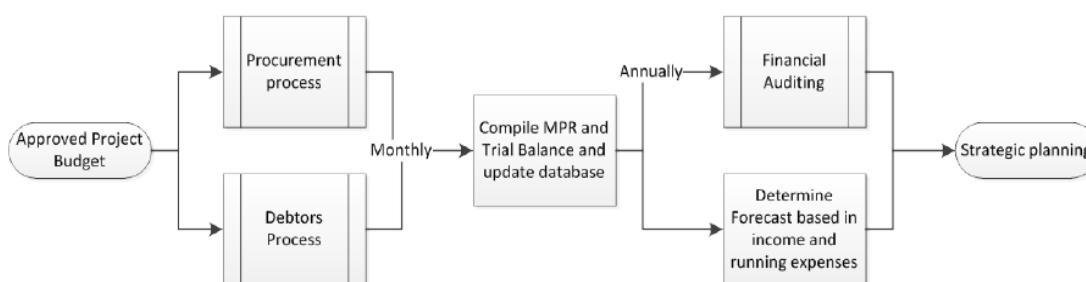 Approved Project
Budget
Procurement
process
Debtors
Process
Monthly
Compile MPR and
Trial Balance and
update database
Annually
Financial
Auditing
Determine
Forecast based in
income and
running expenses
Strategic planning